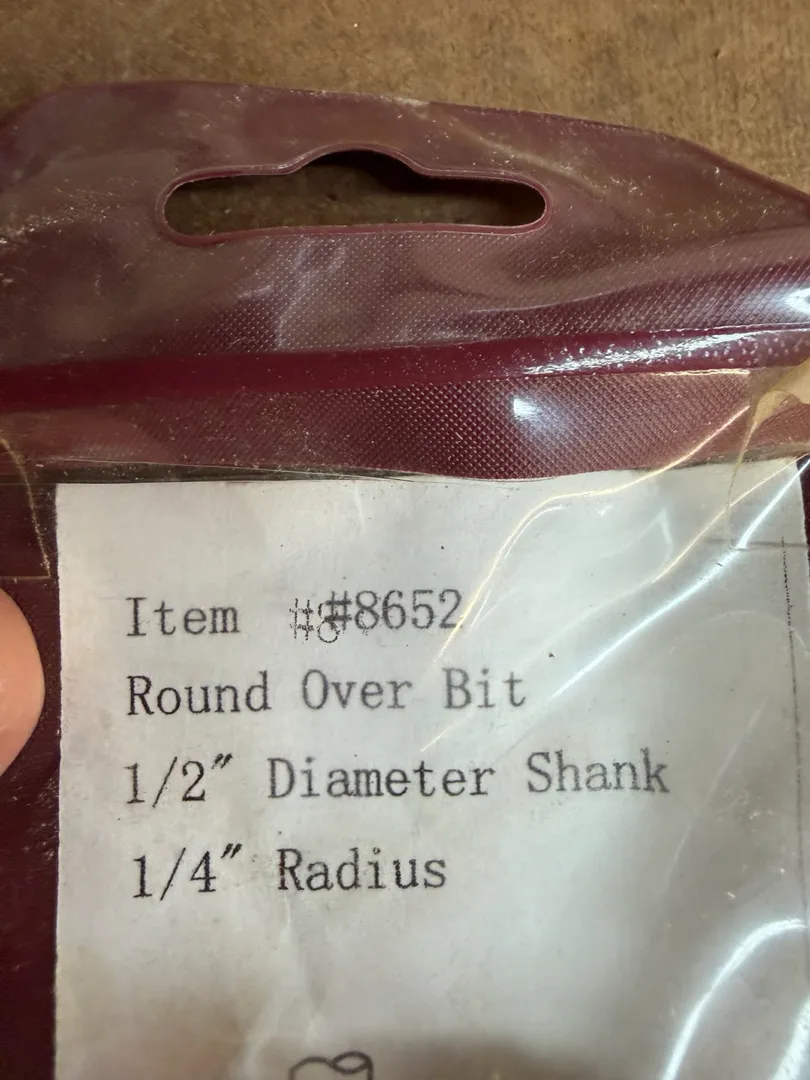 Item #8652
Round Over Bit
1/2" Diameter Shank
1/4" Radius